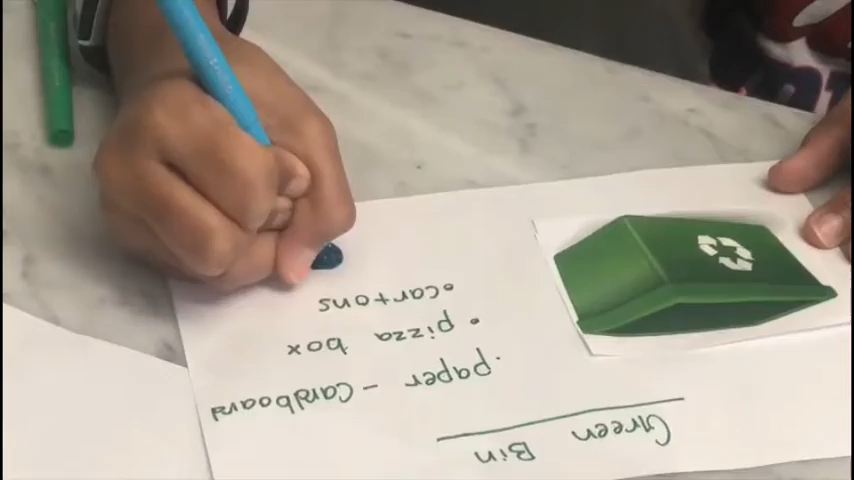 Green Bin
· paper - Cardboard
• pizza box
• cartons